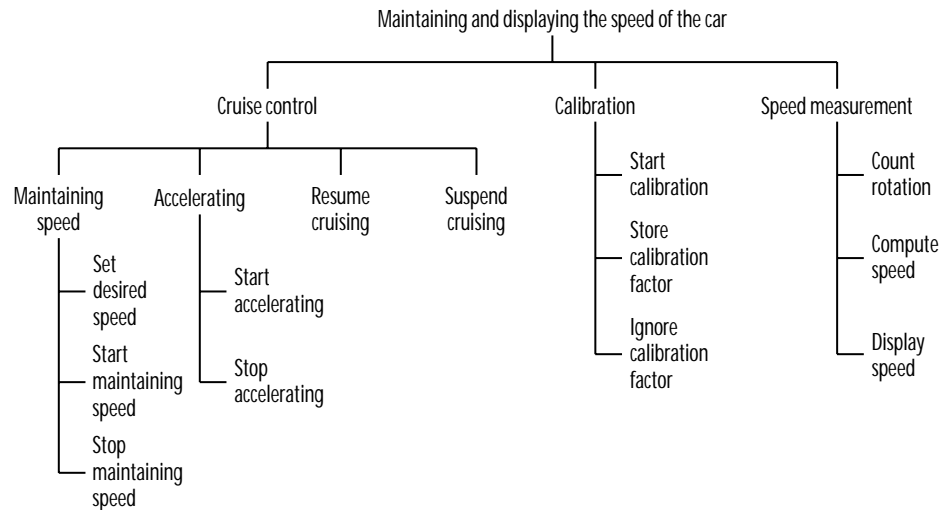 Maintaining and displaying the speed of the car
Cruise control
Calibration
Speed measurement
Maintaining
speed
Accelerating
Resume
cruising
Suspend
cruising
Set
desired
speed
Start
maintaining
speed
Stop
maintaining
speed
Start
accelerating
Stop
accelerating
Start
calibration
Store
calibration
factor
Ignore
calibration
factor
Count
rotation
Compute
speed
Display
speed